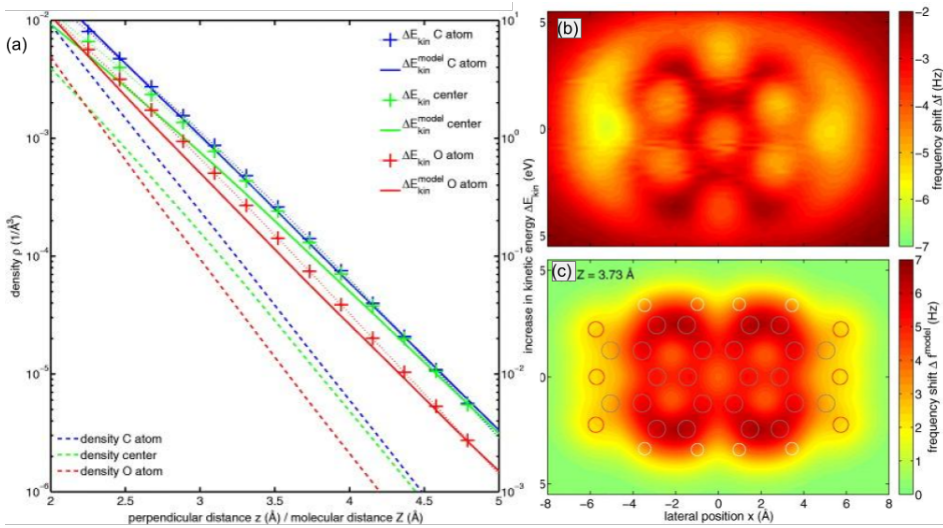 (a)
10⁻²
10⁻³
10⁻⁴
10⁻⁵
10⁻⁶
density ρ (1/Å³)
ΔE_kin C atom
ΔE_kin^model C atom
ΔE_kin center
ΔE_kin^model center
ΔE_kin O atom
ΔE_kin^model O atom
density C atom
density center
density O atom
2 2.5 3 3.5 4 4.5 5
perpendicular distance z (Å) / molecular distance Z (Å)
10¹
10⁰
10⁻¹
10⁻²
10⁻³
increase in kinetic energy ΔE_kin (eV)
(b)
5
0
5
−2
−3
−4
−5
−6
−7
frequency shift Δf (Hz)
(c)
Z = 3.73 Å
5
0
−5
−8 −6 −4 −2 0 2 4 6 8
lateral position x (Å)
7
6
5
4
3
2
1
0
frequency shift Δ f^model (Hz)